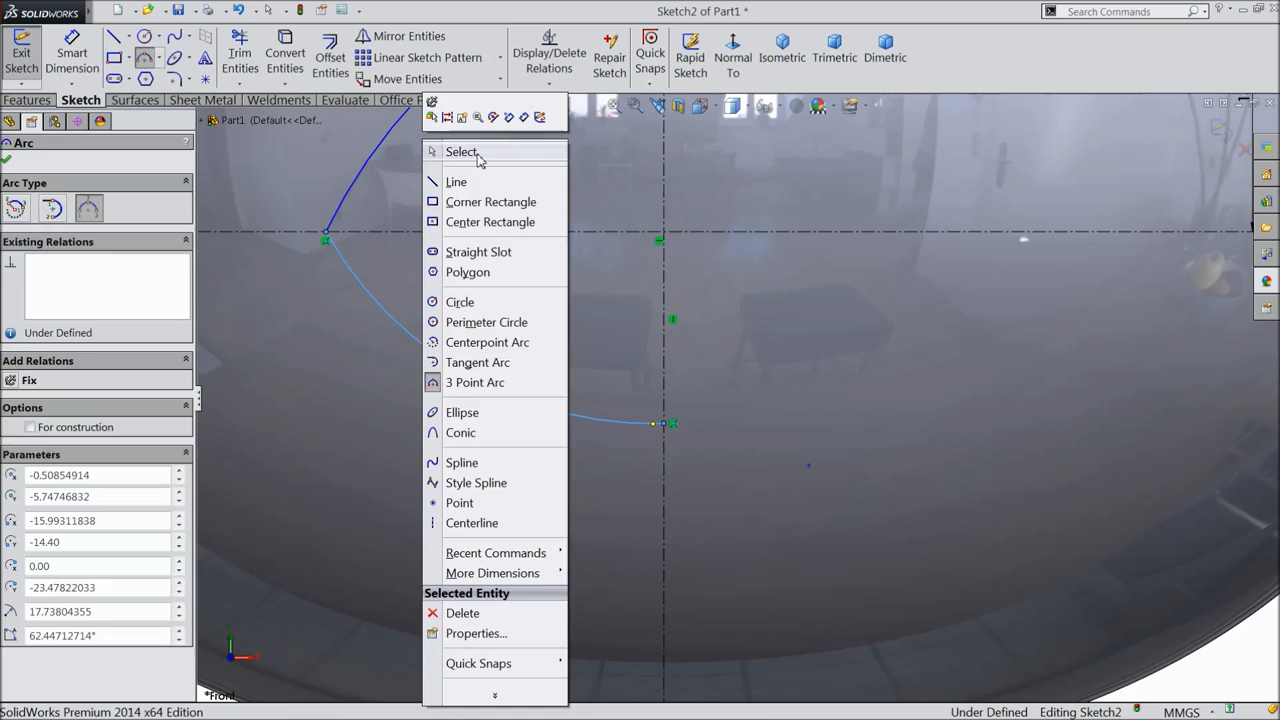 SOLIDWORKS
Sketch2 of Part1 *
Search Commands
Exit Sketch
Smart Dimension
Trim Entities
Convert Entities
Offset Entities
Mirror Entities
Linear Sketch Pattern
Move Entities
Display/Delete Relations
Repair Sketch
Quick Snaps
Rapid Sketch
Normal To
Isometric
Trimetric
Dimetric
Features
Sketch
Surfaces
Sheet Metal
Weldments
Evaluate
Office P
Part1 (Default<<Def...
Arc
?
Arc Type
Existing Relations
Under Defined
Add Relations
Fix
Options
For construction
Parameters
-0.50854914
-5.74746832
-15.99311838
-14.40
0.00
-23.47822033
17.73804355
62.44712714°
Select
Line
Corner Rectangle
Center Rectangle
Straight Slot
Polygon
Circle
Perimeter Circle
Centerpoint Arc
Tangent Arc
3 Point Arc
Ellipse
Conic
Spline
Style Spline
Point
Centerline
Recent Commands
More Dimensions
Selected Entity
Delete
Properties...
Quick Snaps
*Front
SolidWorks Premium 2014 x64 Edition
Under Defined
Editing Sketch2
MMGS